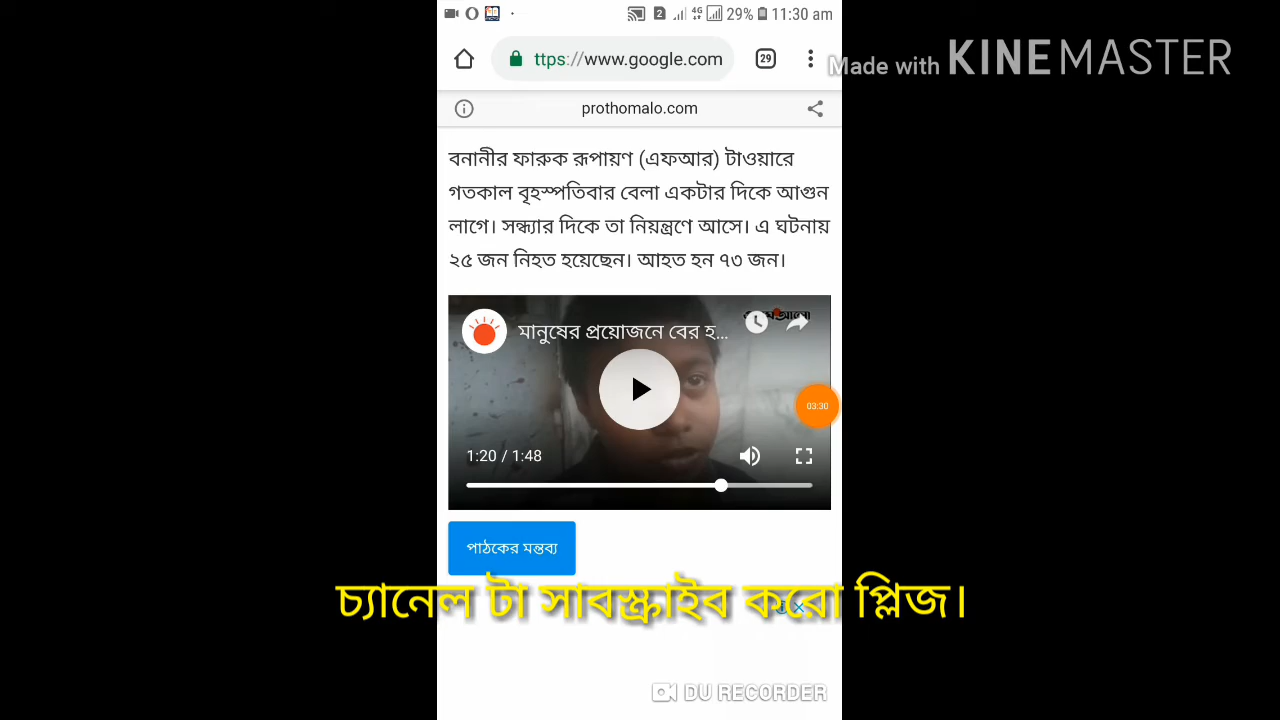 2 4G 29% 11:30 am
ttps://www.google.com 29
Made with KINEMASTER
prothomalo.com
বনানীর ফারুক রূপায়ণ (এফআর) টাওয়ারে
গতকাল বৃহস্পতিবার বেলা একটার দিকে আগুন
লাগে। সন্ধ্যার দিকে তা নিয়ন্ত্রণে আসে। এ ঘটনায়
২৫ জন নিহত হয়েছেন। আহত হন ৭৩ জন।
মানুষের প্রয়োজনে বের হ...
03:30
1:20 / 1:48
পাঠকের মন্তব্য
চ্যানেল টা সাবস্ক্রাইব করো প্লিজ।
DU RECORDER